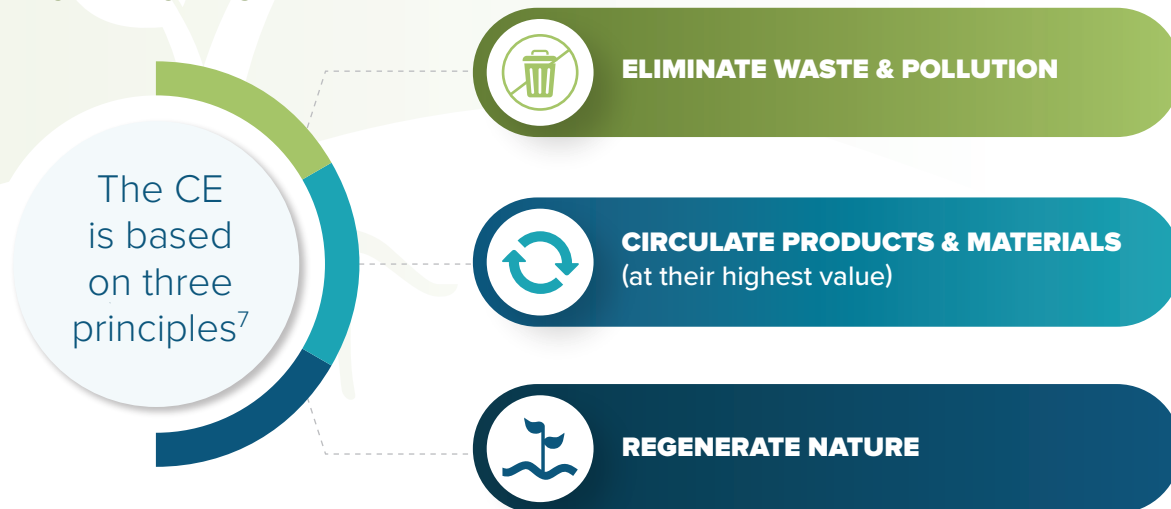 The CE
is based
on three
principles7
ELIMINATE WASTE & POLLUTION
CIRCULATE PRODUCTS & MATERIALS
(at their highest value)
REGENERATE NATURE